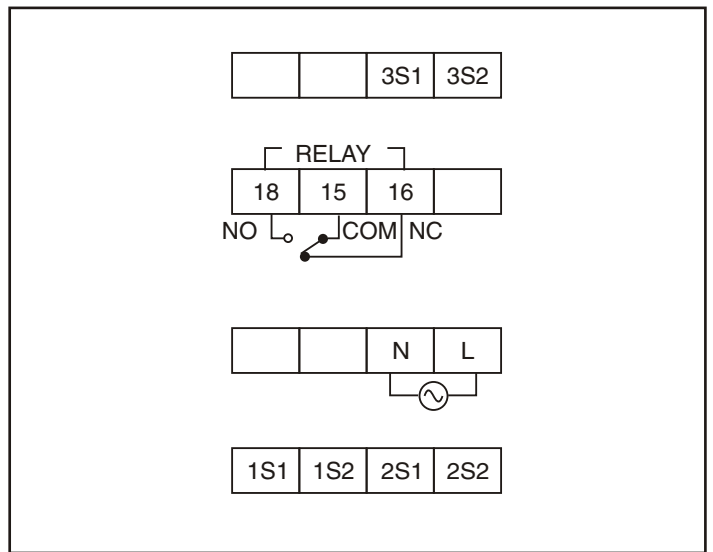 3S1 3S2
RELAY
18 15 16
NO COM NC
N L
1S1 1S2 2S1 2S2